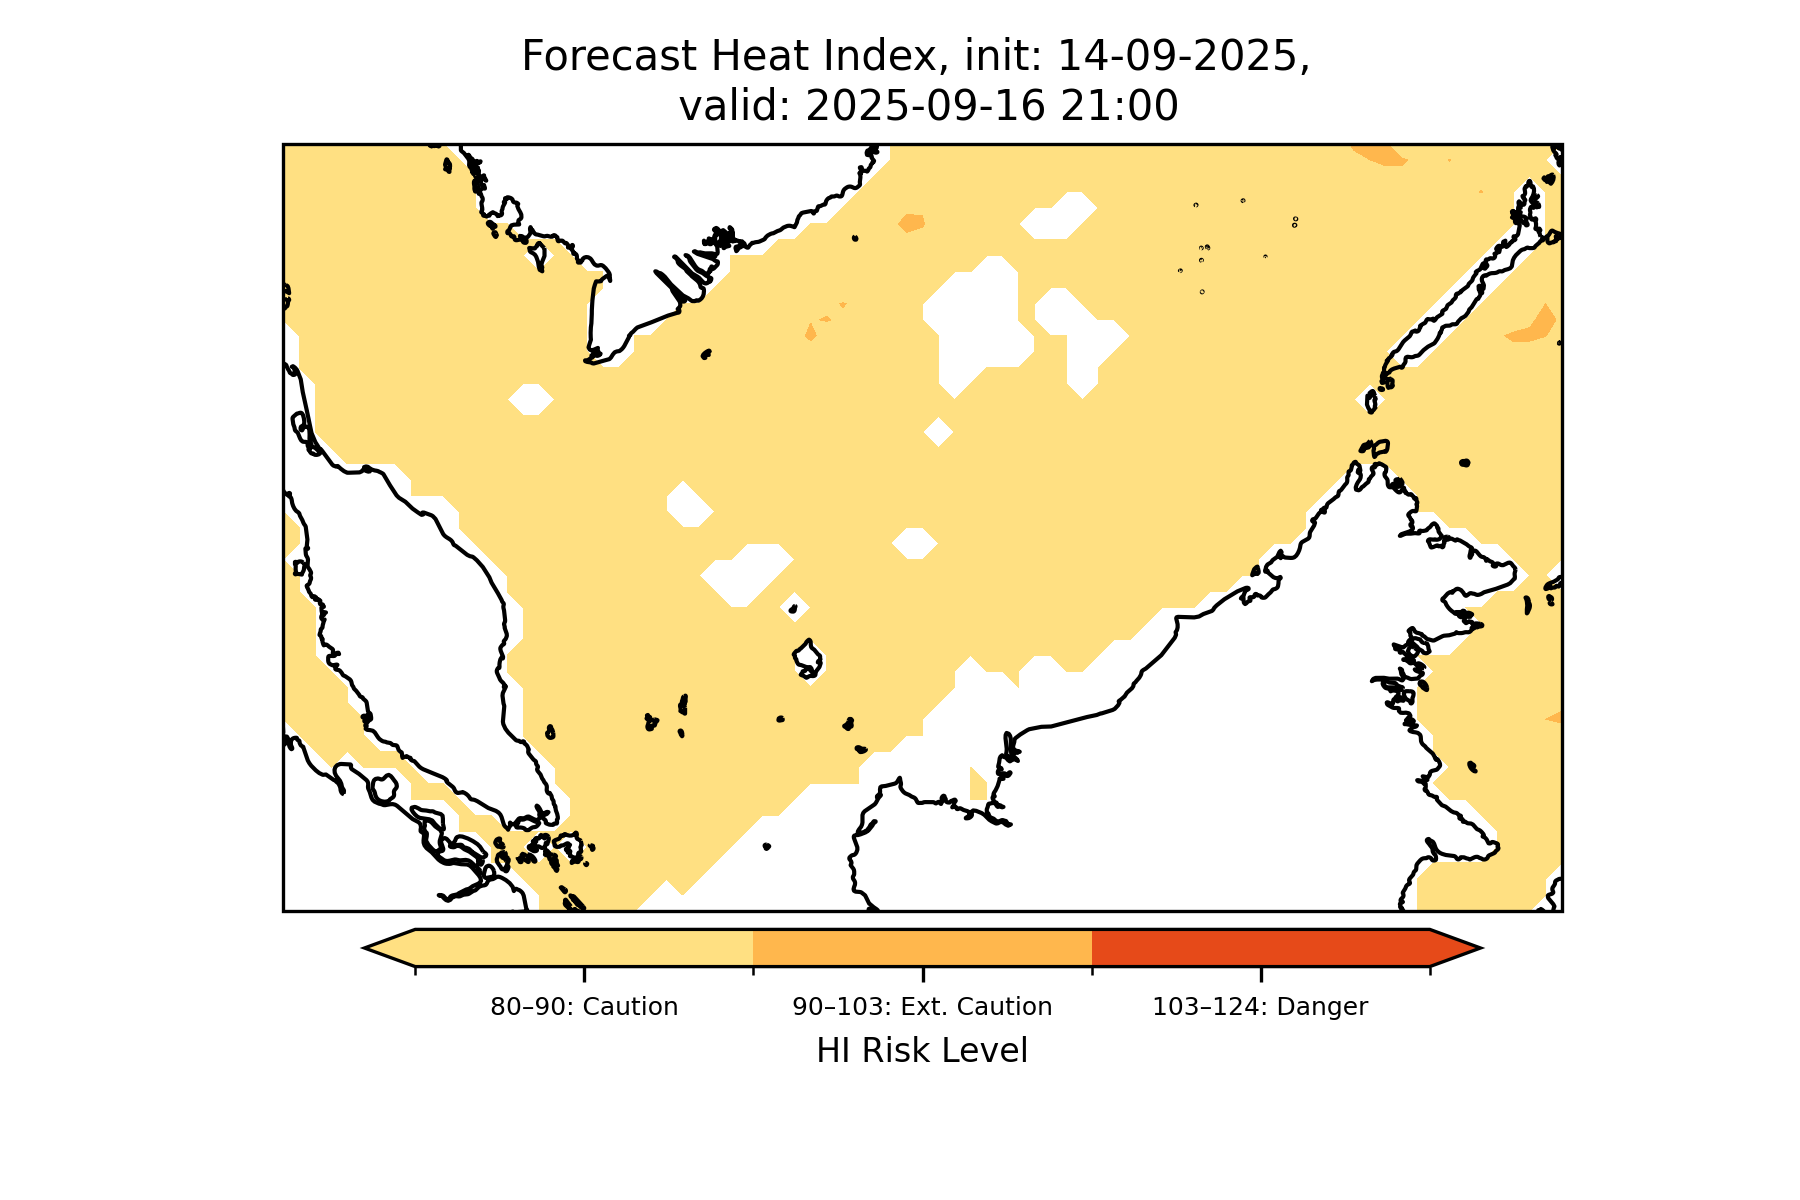 Forecast Heat Index, init: 14-09-2025,
valid: 2025-09-16 21:00
80–90: Caution
90–103: Ext. Caution
103–124: Danger
HI Risk Level